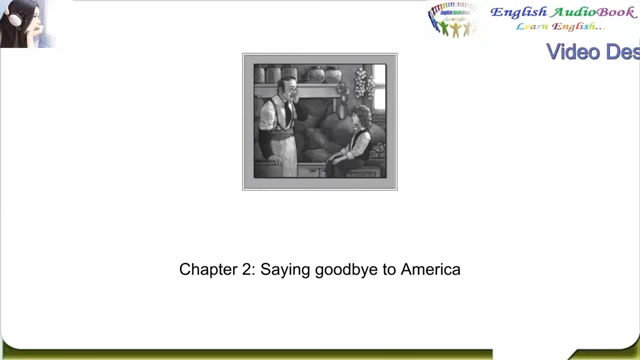 English AudioBook
Learn English...
Video Des
Chapter 2: Saying goodbye to America